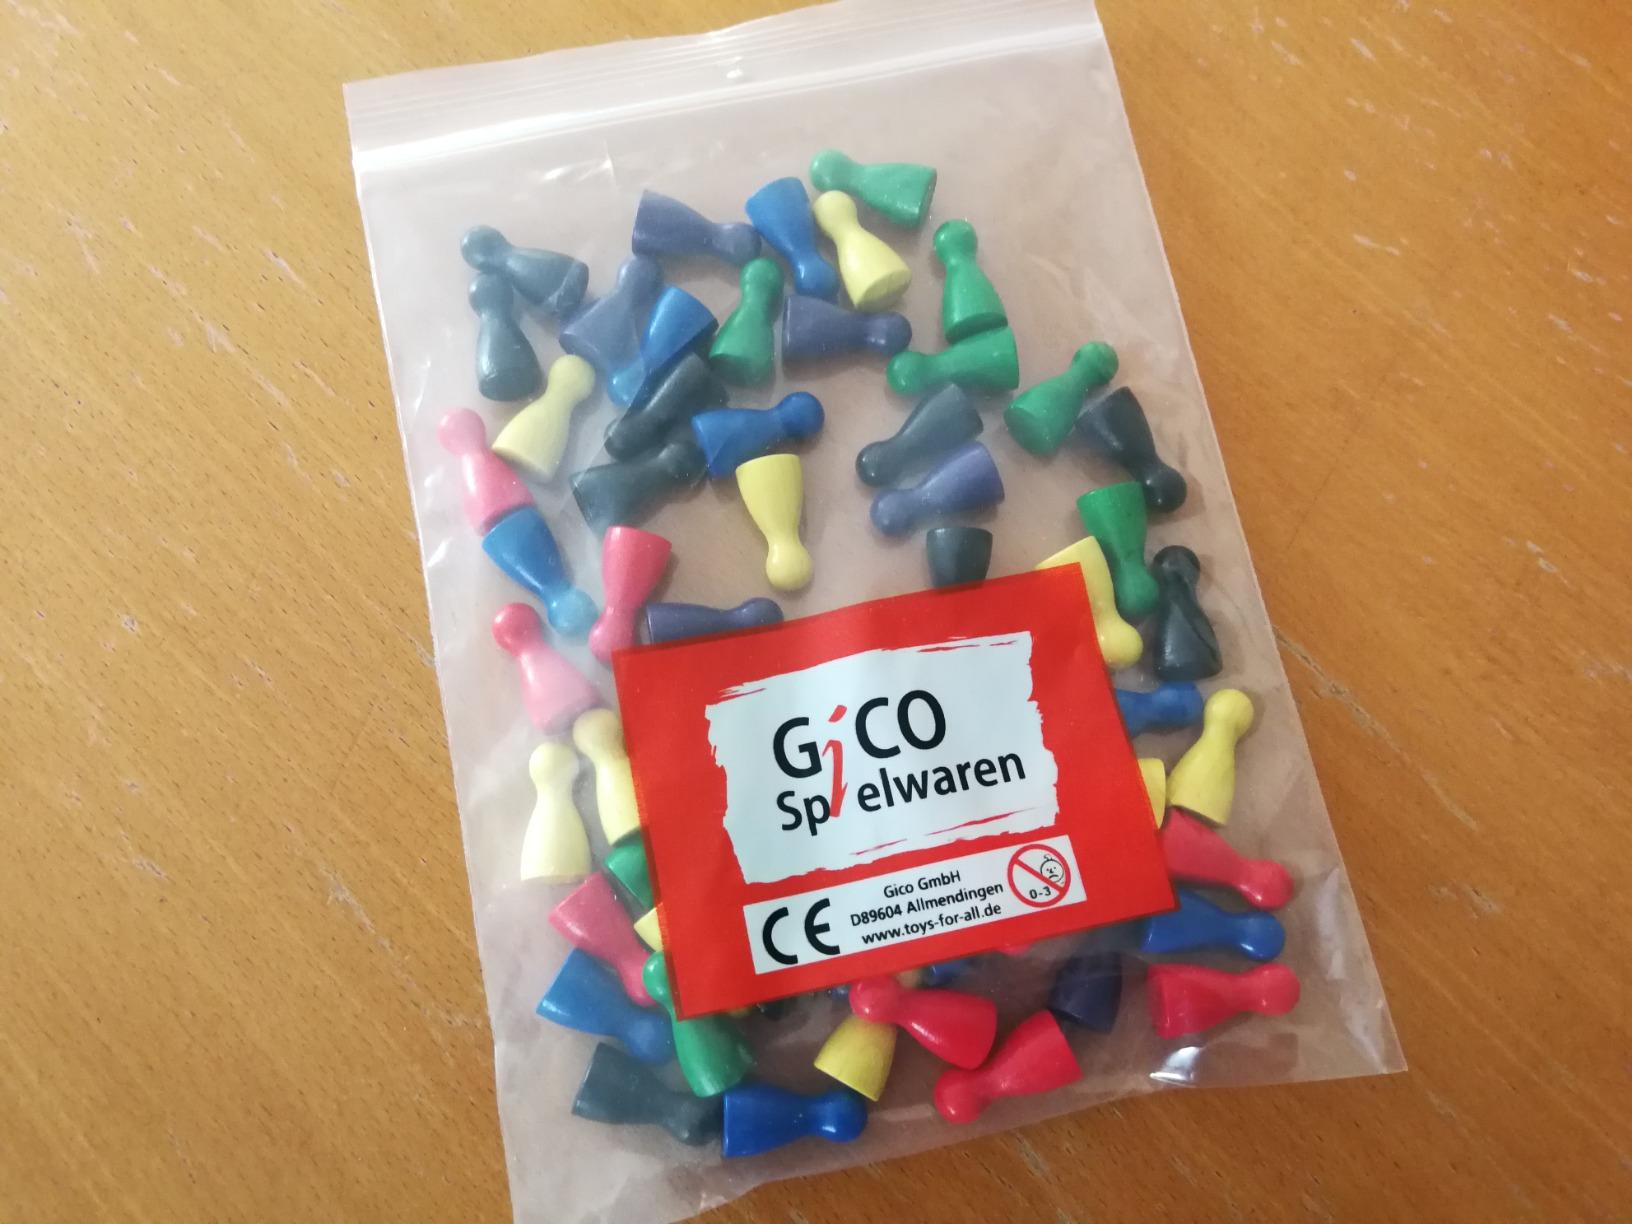 GiCO
Spielwaren
CE
Gico GmbH
D89604 Allmendingen
www.toys-for-all.de
0-3